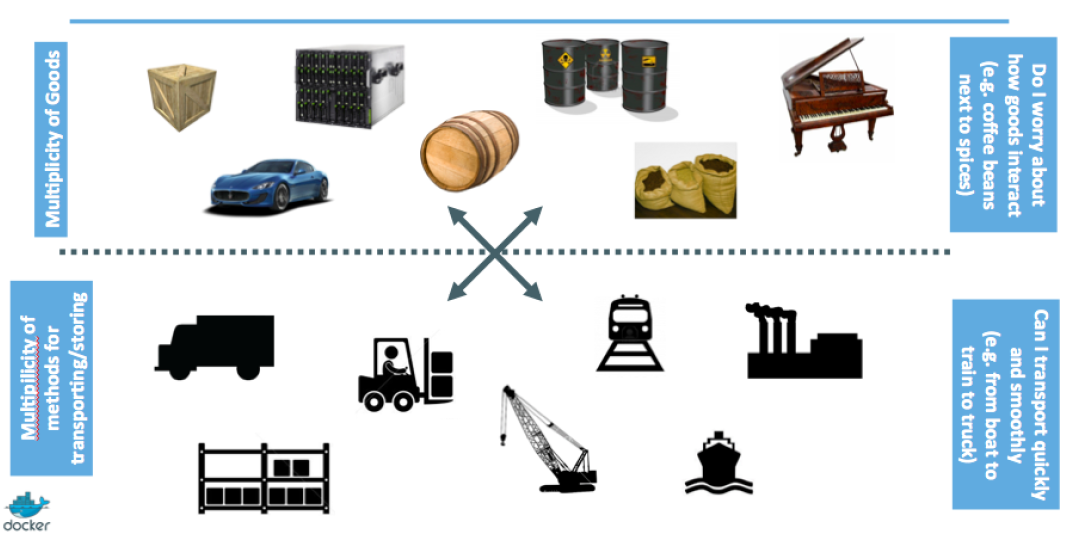 Multiplicity of Goods
Do I worry about
how goods interact
(e.g. coffee beans
next to spices)
Multipilicity of
methods for
transporting/storing
Can I transport quickly
and smoothly
(e.g. from boat to
train to truck)
docker